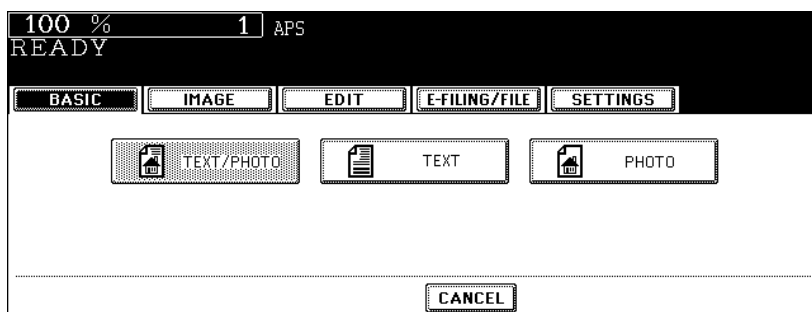 100 % 1 APS
READY
BASIC IMAGE EDIT E-FILING/FILE SETTINGS
TEXT/PHOTO TEXT PHOTO
CANCEL